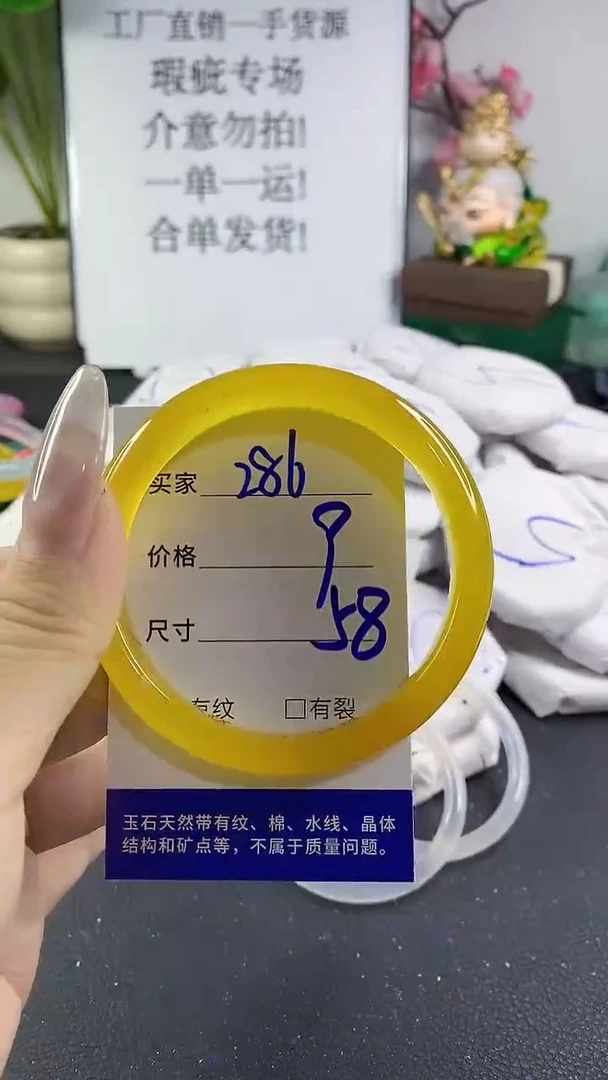 工厂直销一手货源
瑕疵专场
介意勿拍!
一单一运!
合单发货!
买家 286
价格 9
尺寸 58
有纹 □有裂
玉石天然带有纹、棉、水线、晶体
结构和矿点等，不属于质量问题。